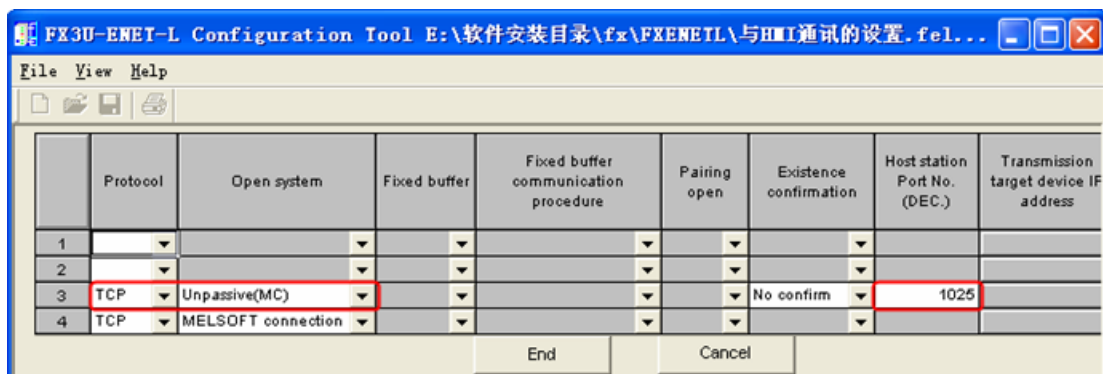 FX3U-ENET-L Configuration Tool E:\软件安装目录\fx\FXENETL\与HMI通讯的设置.fel...
File View Help
Protocol Open system Fixed buffer Fixed buffer communication procedure Pairing open Existence confirmation Host station Port No. (DEC.) Transmission target device IP address
1
2
3 TCP Unpassive(MC) No confirm 1025
4 TCP MELSOFT connection
End Cancel